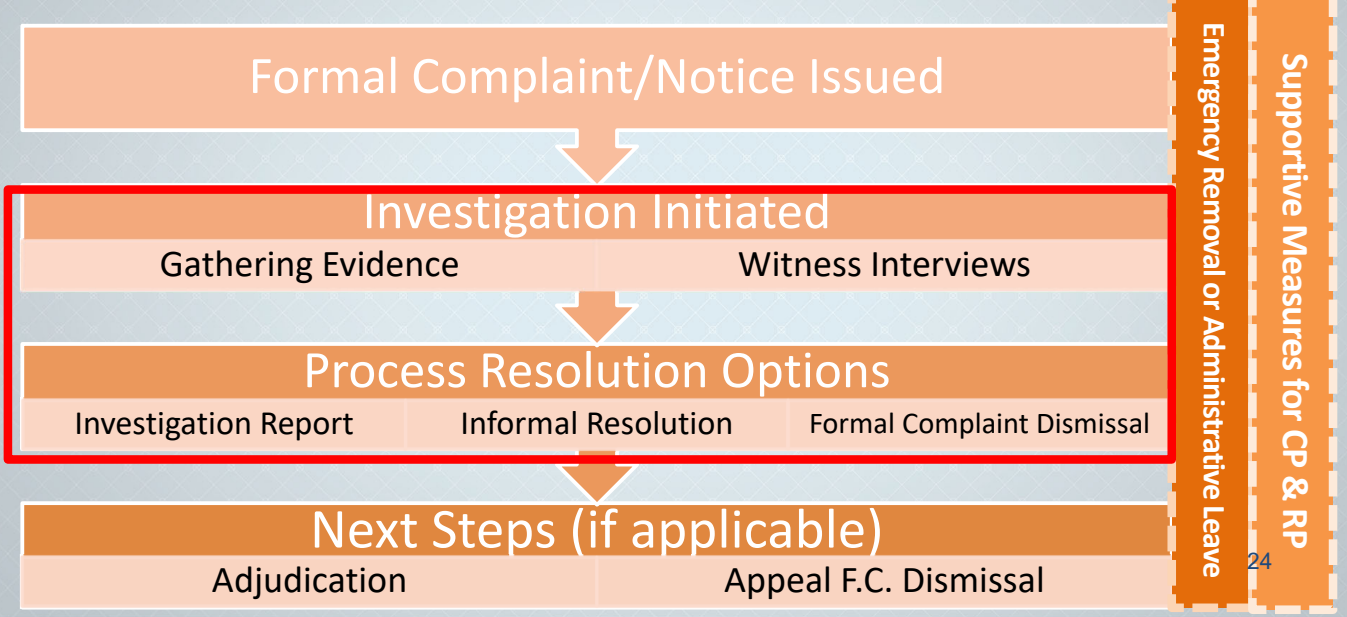 Formal Complaint/Notice Issued
Investigation Initiated
Gathering Evidence
Witness Interviews
Process Resolution Options
Investigation Report
Informal Resolution
Formal Complaint Dismissal
Next Steps (if applicable)
Adjudication
Appeal F.C. Dismissal
Emergency Removal or Administrative Leave
Supportive Measures for CP & RP
24